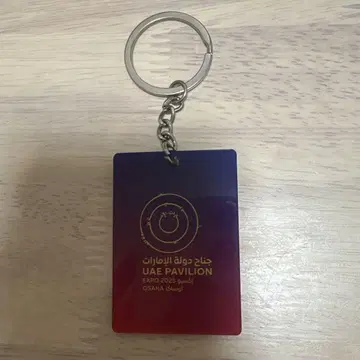 جناح دولة الإمارات
UAE PAVILION
EXPO 2025 إكسبو
OSAKA أوساكا